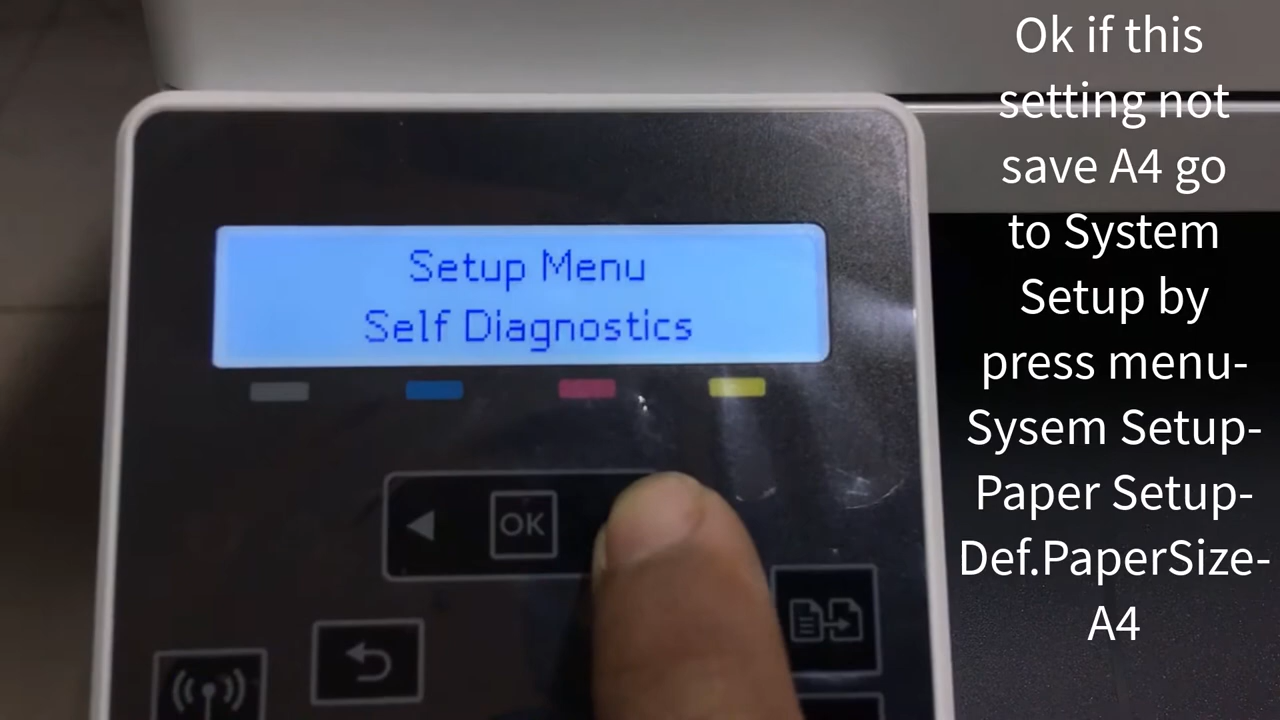 Setup Menu
Self Diagnostics
OK
Ok if this
setting not
save A4 go
to System
Setup by
press menu-
Sysem Setup-
Paper Setup-
Def.PaperSize-
A4